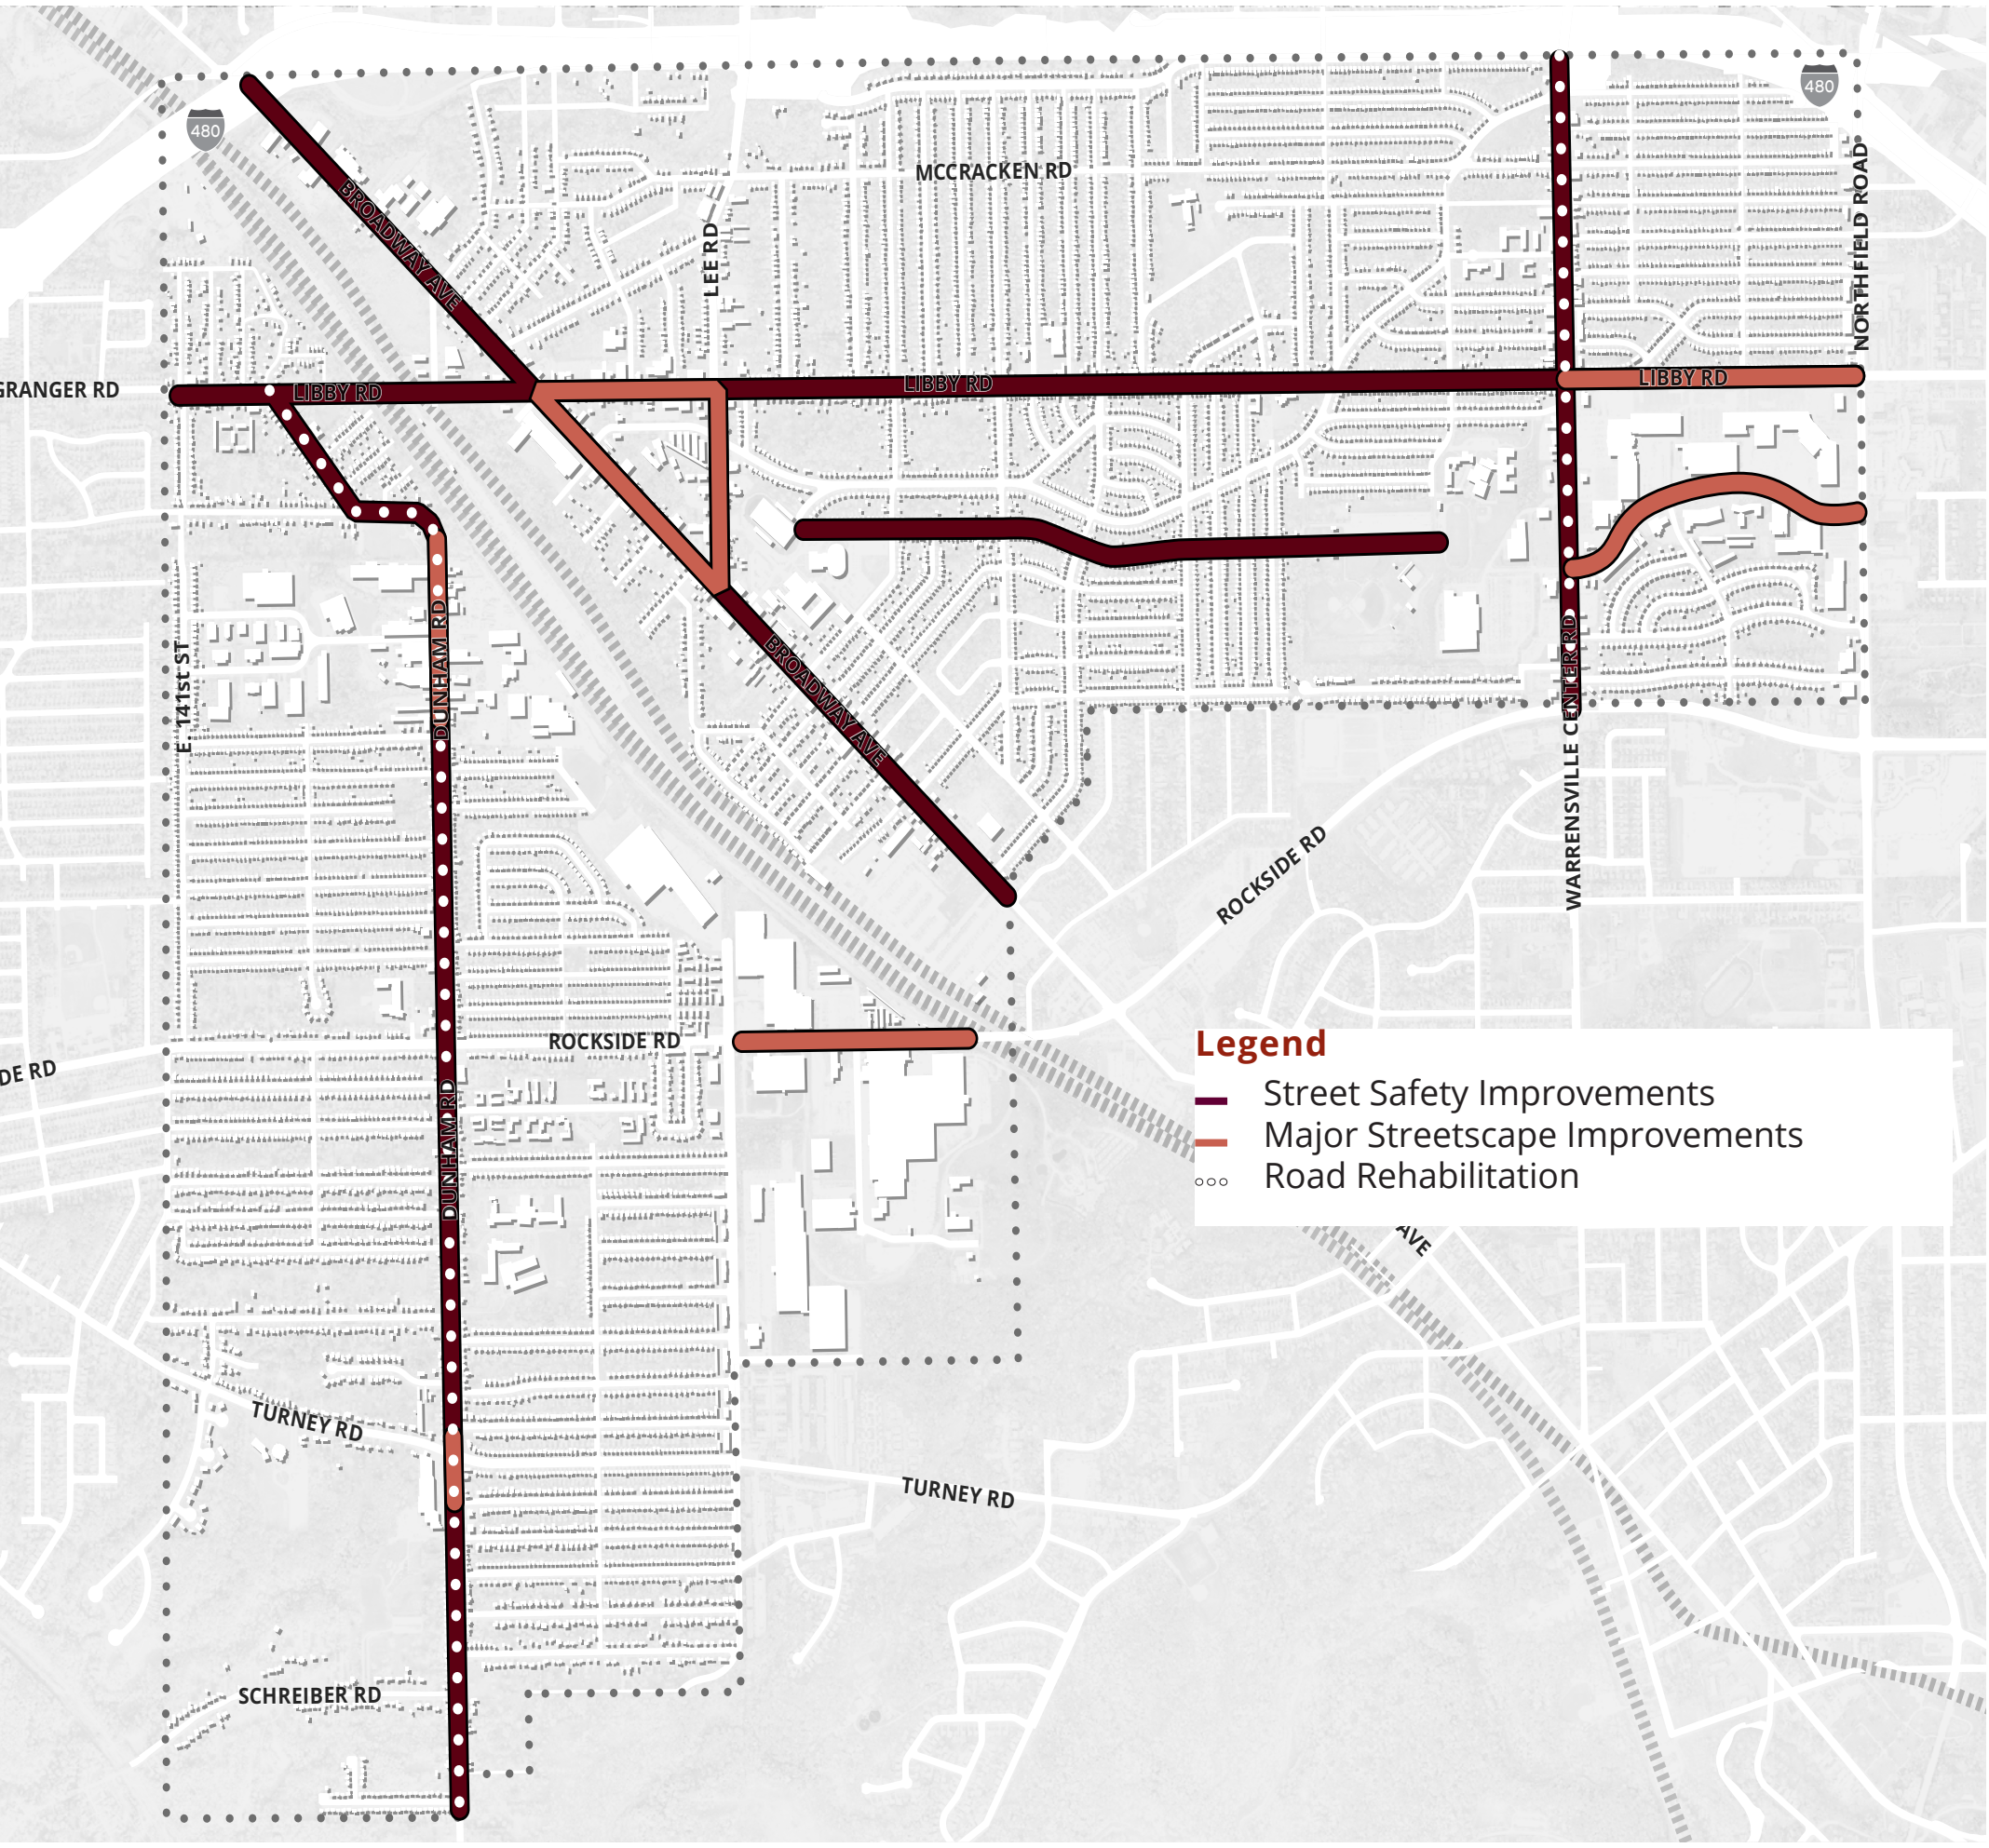 480
480
MCCRACKEN RD
BROADWAY AVE
LEE RD
NORTHFIELD ROAD
GRANGER RD
LIBBY RD
LIBBY RD
LIBBY RD
DUNHAM RD
E. 141st ST
BROADWAY AVE
WARRENSVILLE CENTER RD
ROCKSIDE RD
ROCKSIDE RD
DE RD
DUNHAM RD
Legend
Street Safety Improvements
Major Streetscape Improvements
Road Rehabilitation
AVE
TURNEY RD
TURNEY RD
SCHREIBER RD